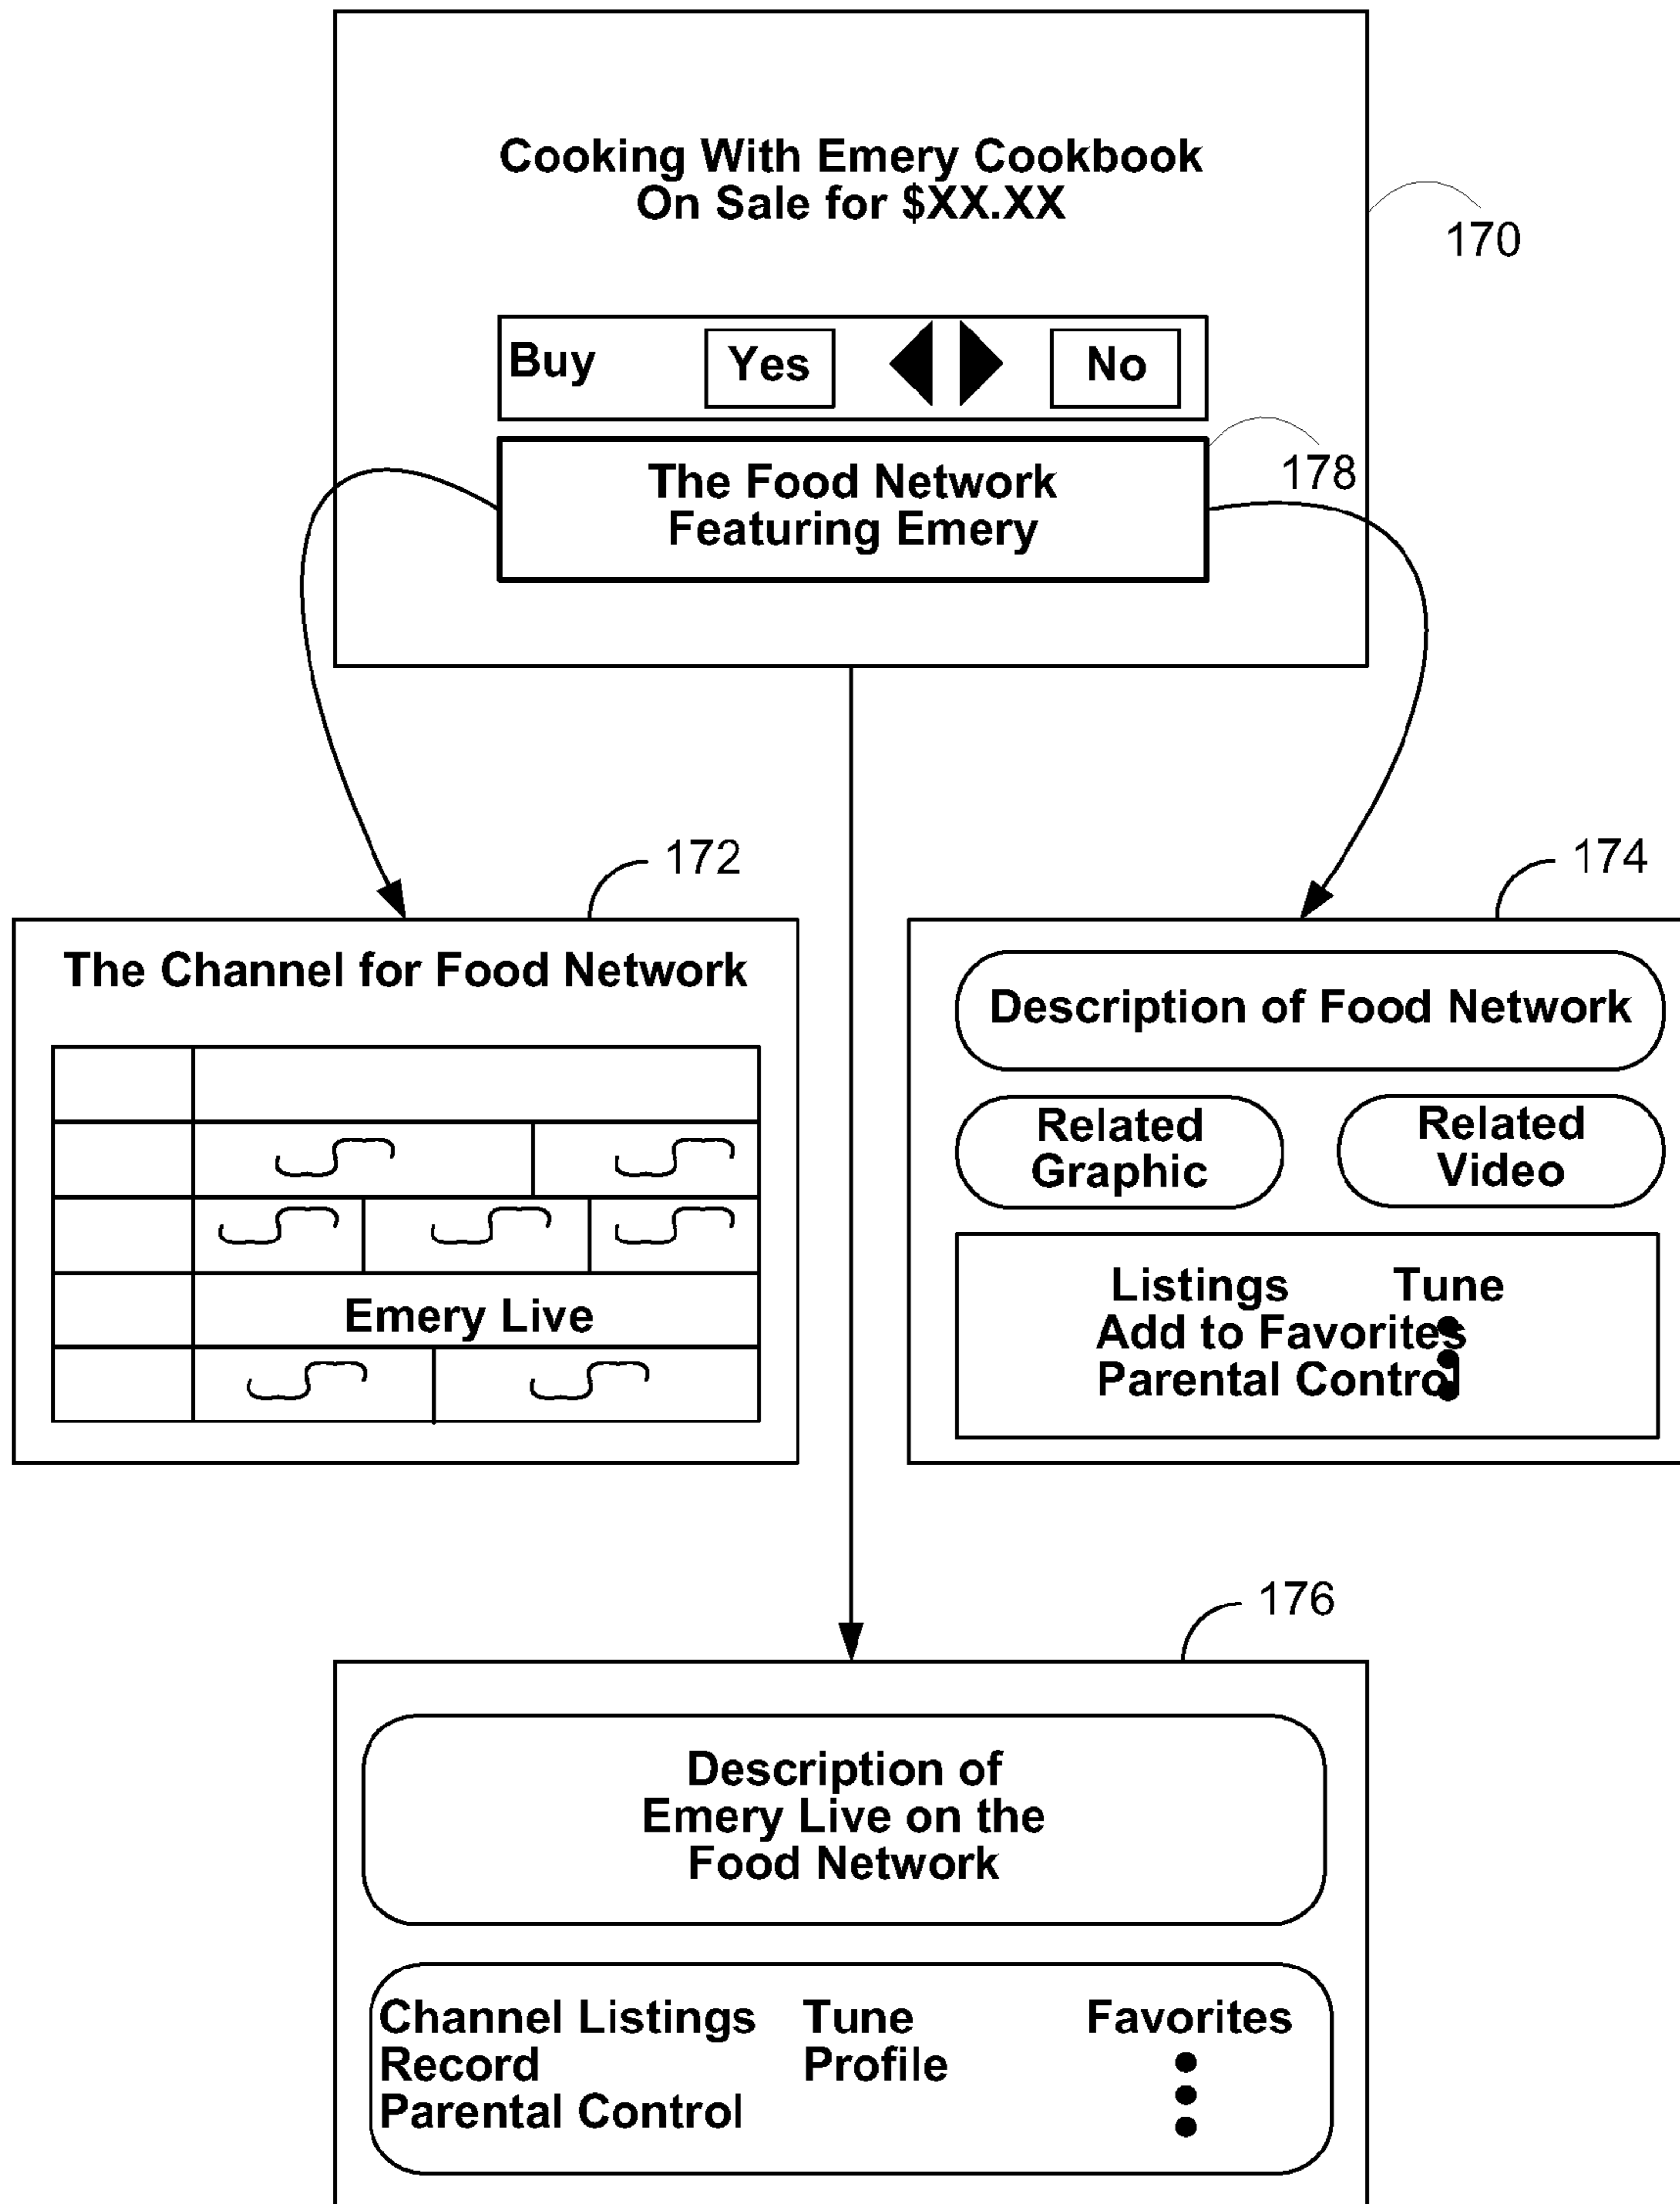 Cooking With Emery Cookbook
On Sale for $XX.XX
170
Buy Yes No
178
The Food Network
Featuring Emery
172
174
The Channel for Food Network
Emery Live
Description of Food Network
Related
Graphic
Related
Video
Listings Tune
Add to Favorites
Parental Control
176
Description of
Emery Live on the
Food Network
Channel Listings Tune Favorites
Record Profile
Parental Control